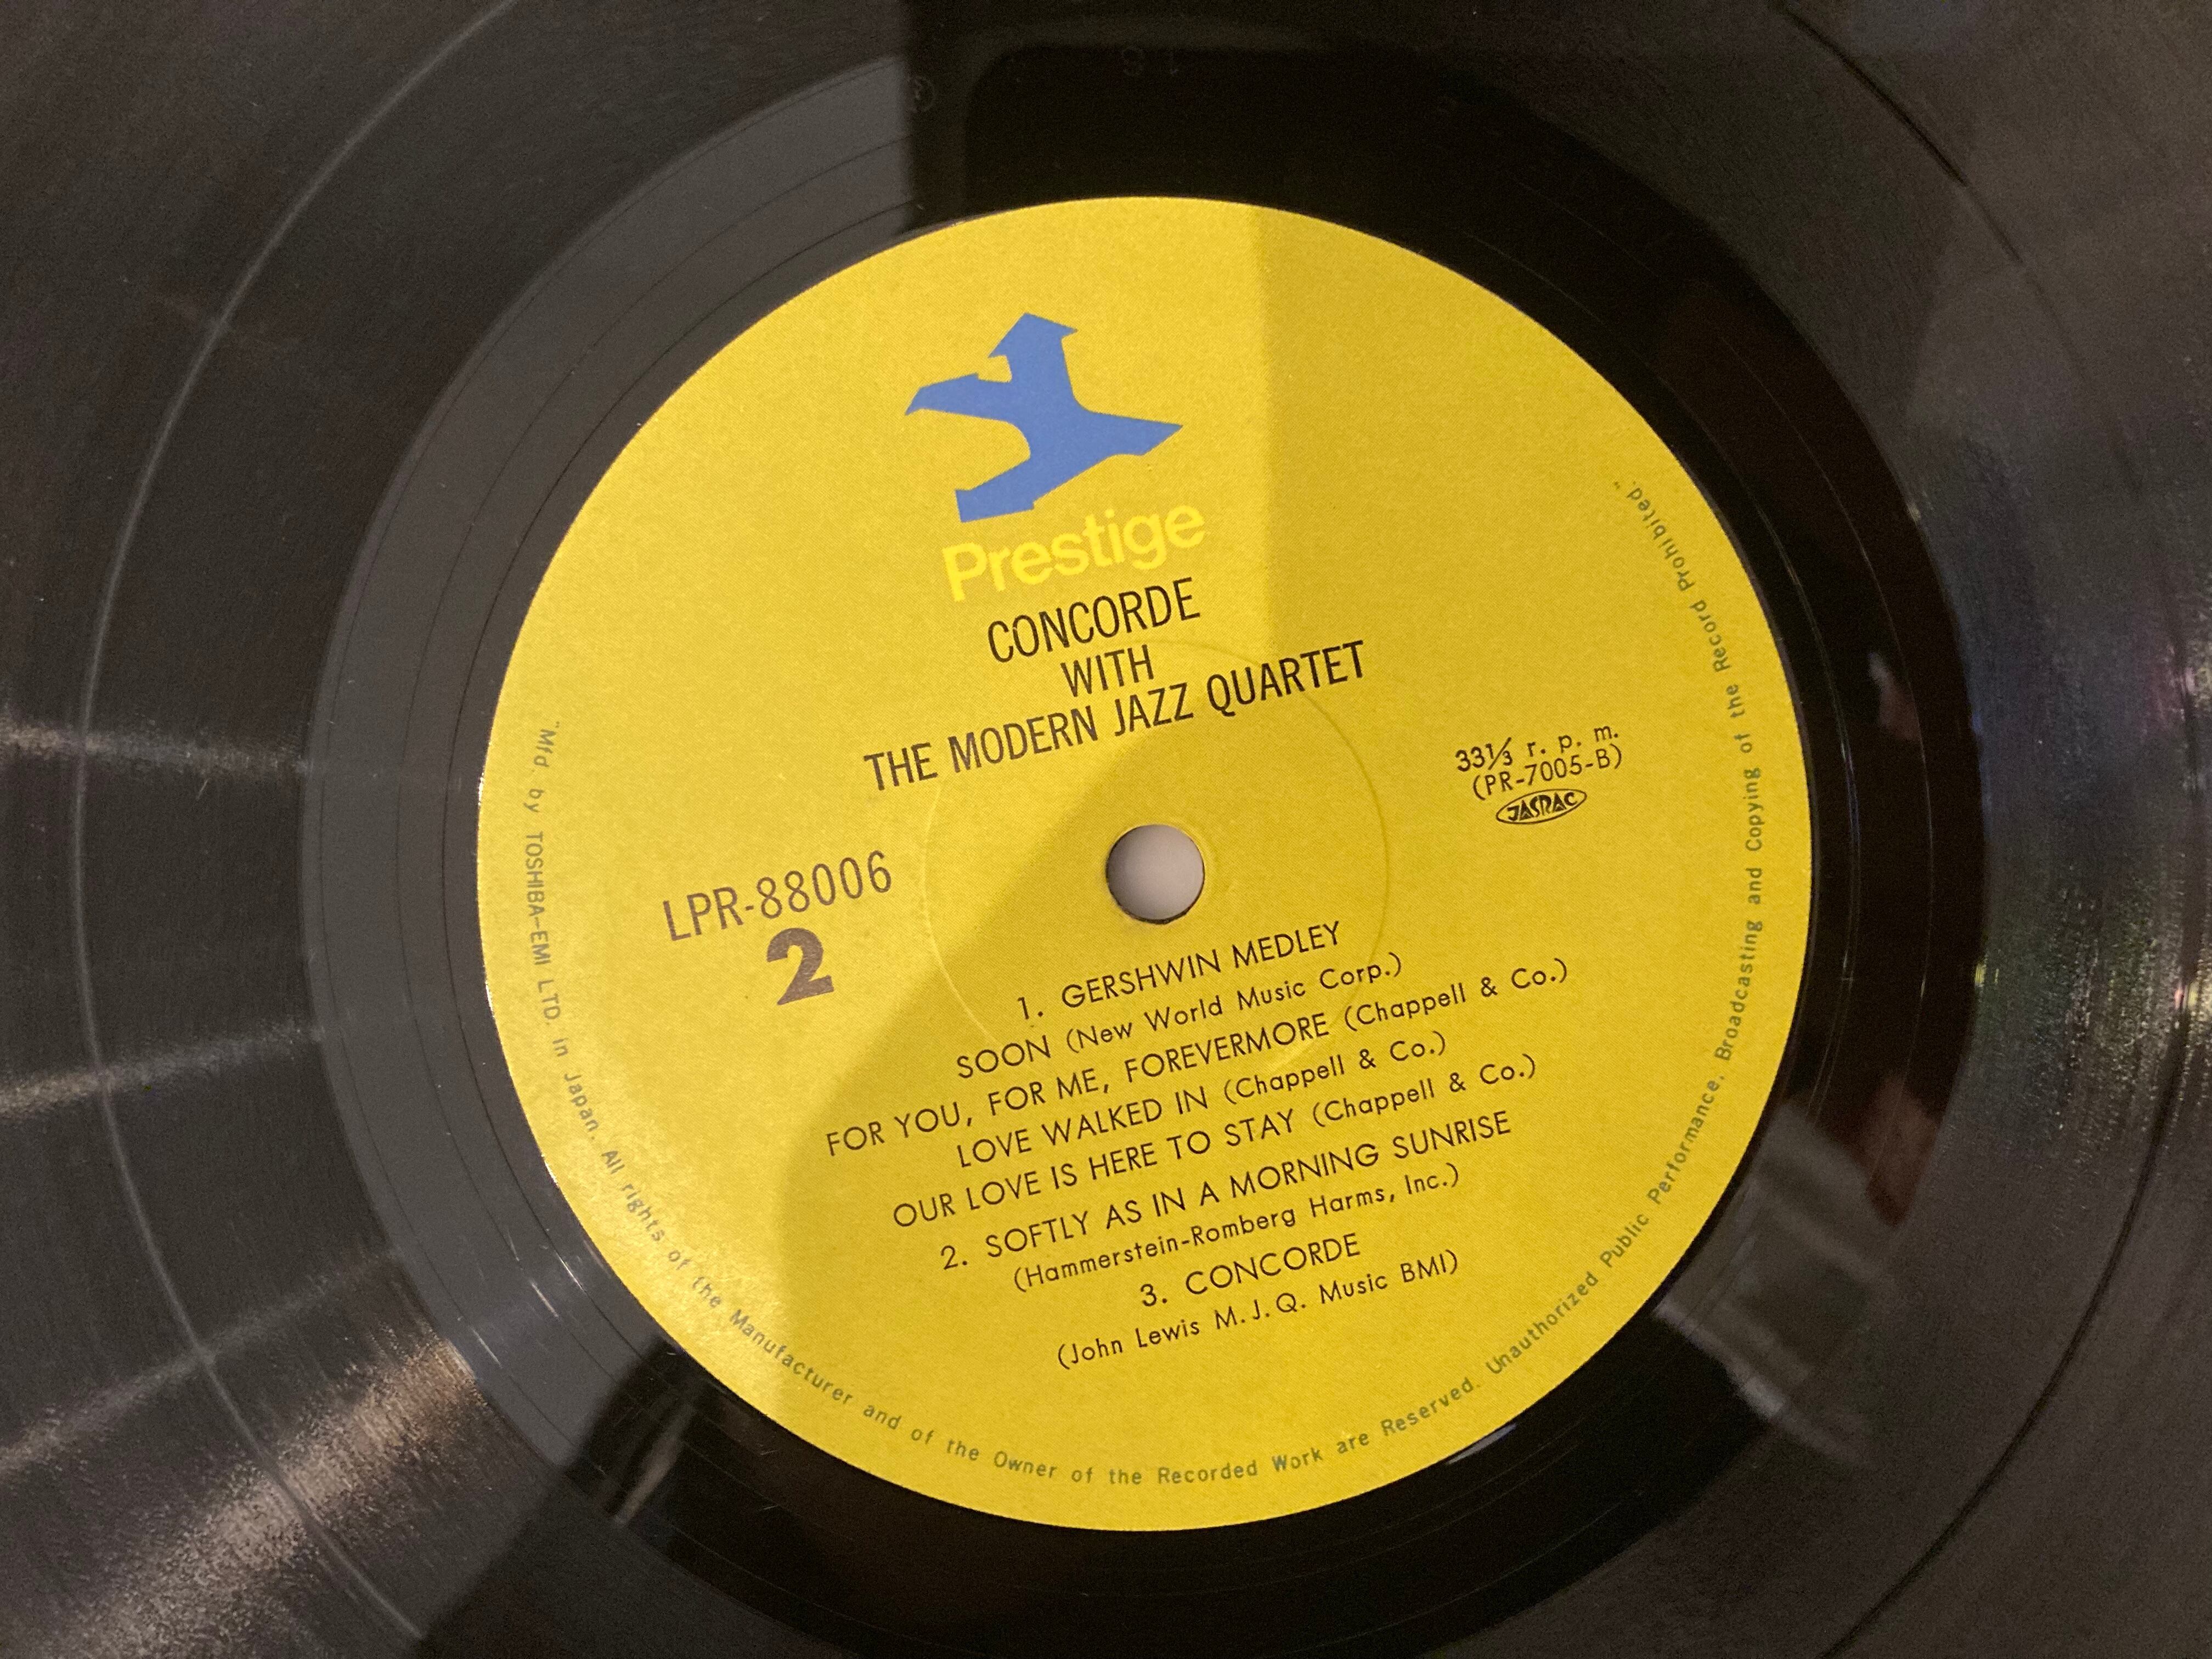 Prestige
CONCORDE
WITH
THE MODERN JAZZ QUARTET
33⅓ r. p. m.
(PR-7005-B)
JASRAC
LPR-88006
2
1. GERSHWIN MEDLEY
SOON (New World Music Corp.)
FOR YOU, FOR ME, FOREVERMORE (Chappell & Co.)
LOVE WALKED IN (Chappell & Co.)
OUR LOVE IS HERE TO STAY (Chappell & Co.)
2. SOFTLY AS IN A MORNING SUNRISE
(Hammerstein-Romberg Harms, Inc.)
3. CONCORDE
(John Lewis M.J.Q. Music BMI)
"Mfd. by TOSHIBA-EMI LTD. in Japan. All rights of the Manufacturer and of the Owner of the Recorded Work are Reserved. Unauthorized Public Performance, Broadcasting and Copying of the Record Prohibited."